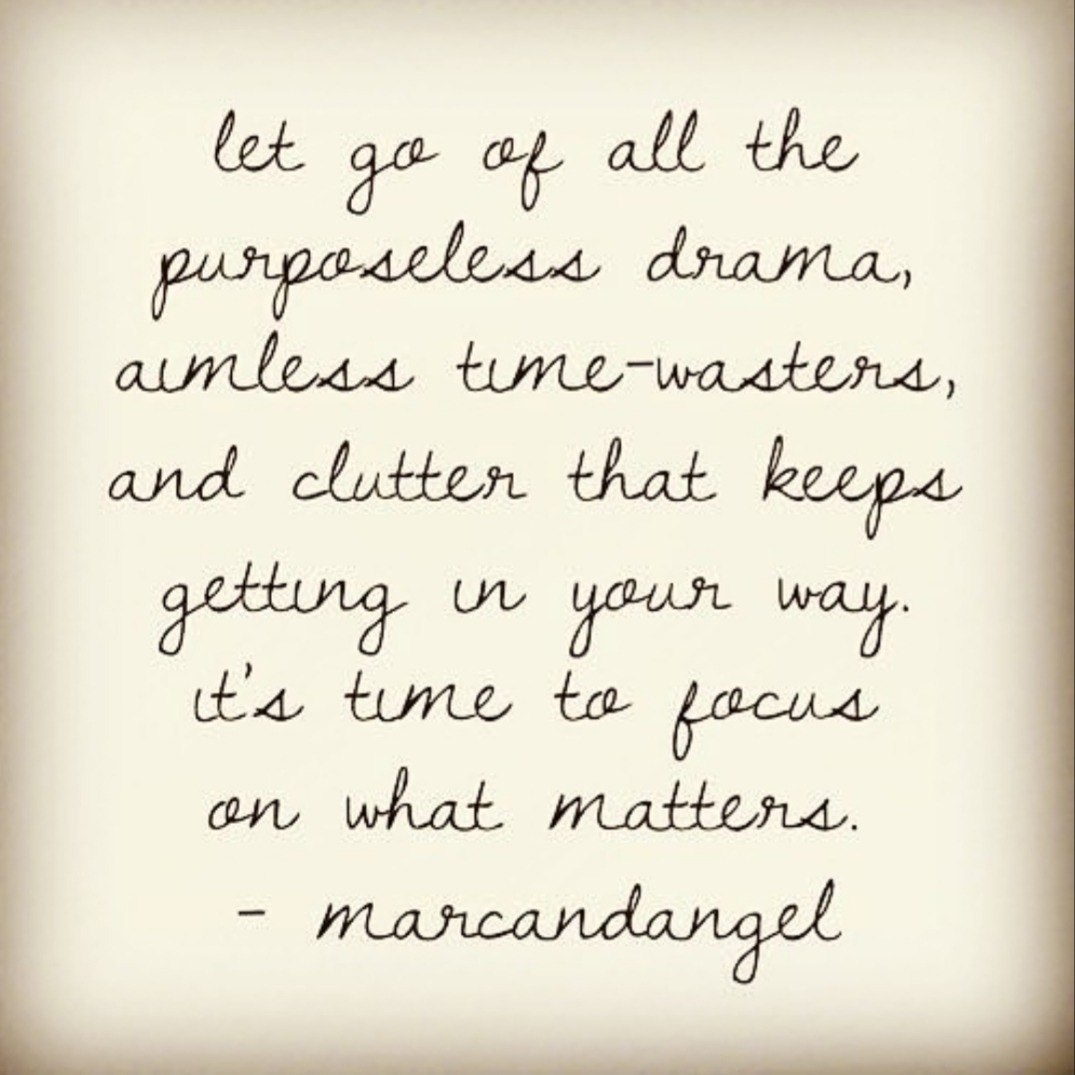 let go of all the
purposeless drama,
aimless time-wasters,
and clutter that keeps
getting in your way.
it's time to focus
on what matters.
- marcandangel